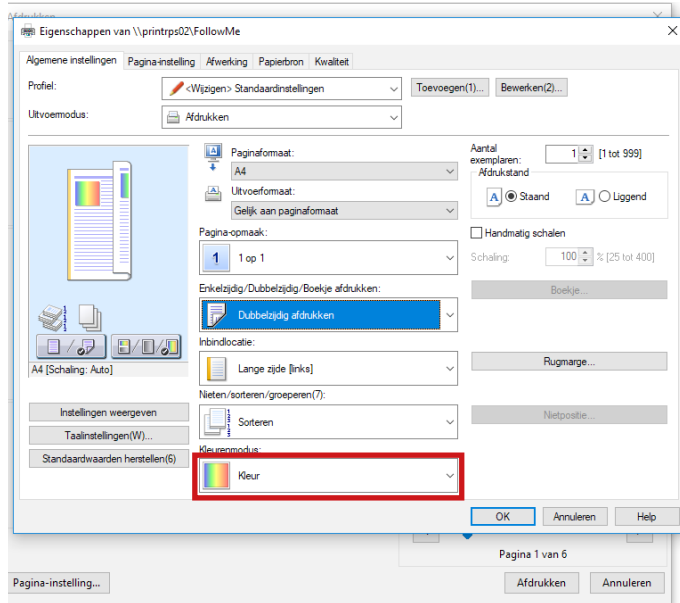 Afdrukken
Eigenschappen van \\printrps02\FollowMe
Algemene instellingen Pagina-instelling Afwerking Papierbron Kwaliteit
Profiel: <Wijzigen> Standaardinstellingen Toevoegen(1)... Bewerken(2)...
Uitvoermodus: Afdrukken
Paginaformaat:
A4
Uitvoerformaat:
Gelijk aan paginaformaat
Pagina-opmaak:
1 1 op 1
Enkelzijdig/Dubbelzijdig/Boekje afdrukken:
Dubbelzijdig afdrukken
Inbindlocatie:
Lange zijde [links]
Nieten/sorteren/groeperen(7):
Sorteren
Kleurenmodus:
Kleur
Aantal
exemplaren: 1 [1 tot 999]
Afdrukstand
A Staand A Liggend
Handmatig schalen
Schaling: 100 % [25 tot 400]
Boekje...
Rugmarge...
Nietpositie...
A4 [Schaling: Auto]
Instellingen weergeven
Taalinstellingen(W)...
Standaardwaarden herstellen(6)
OK Annuleren Help
Pagina 1 van 6
Pagina-instelling... Afdrukken Annuleren